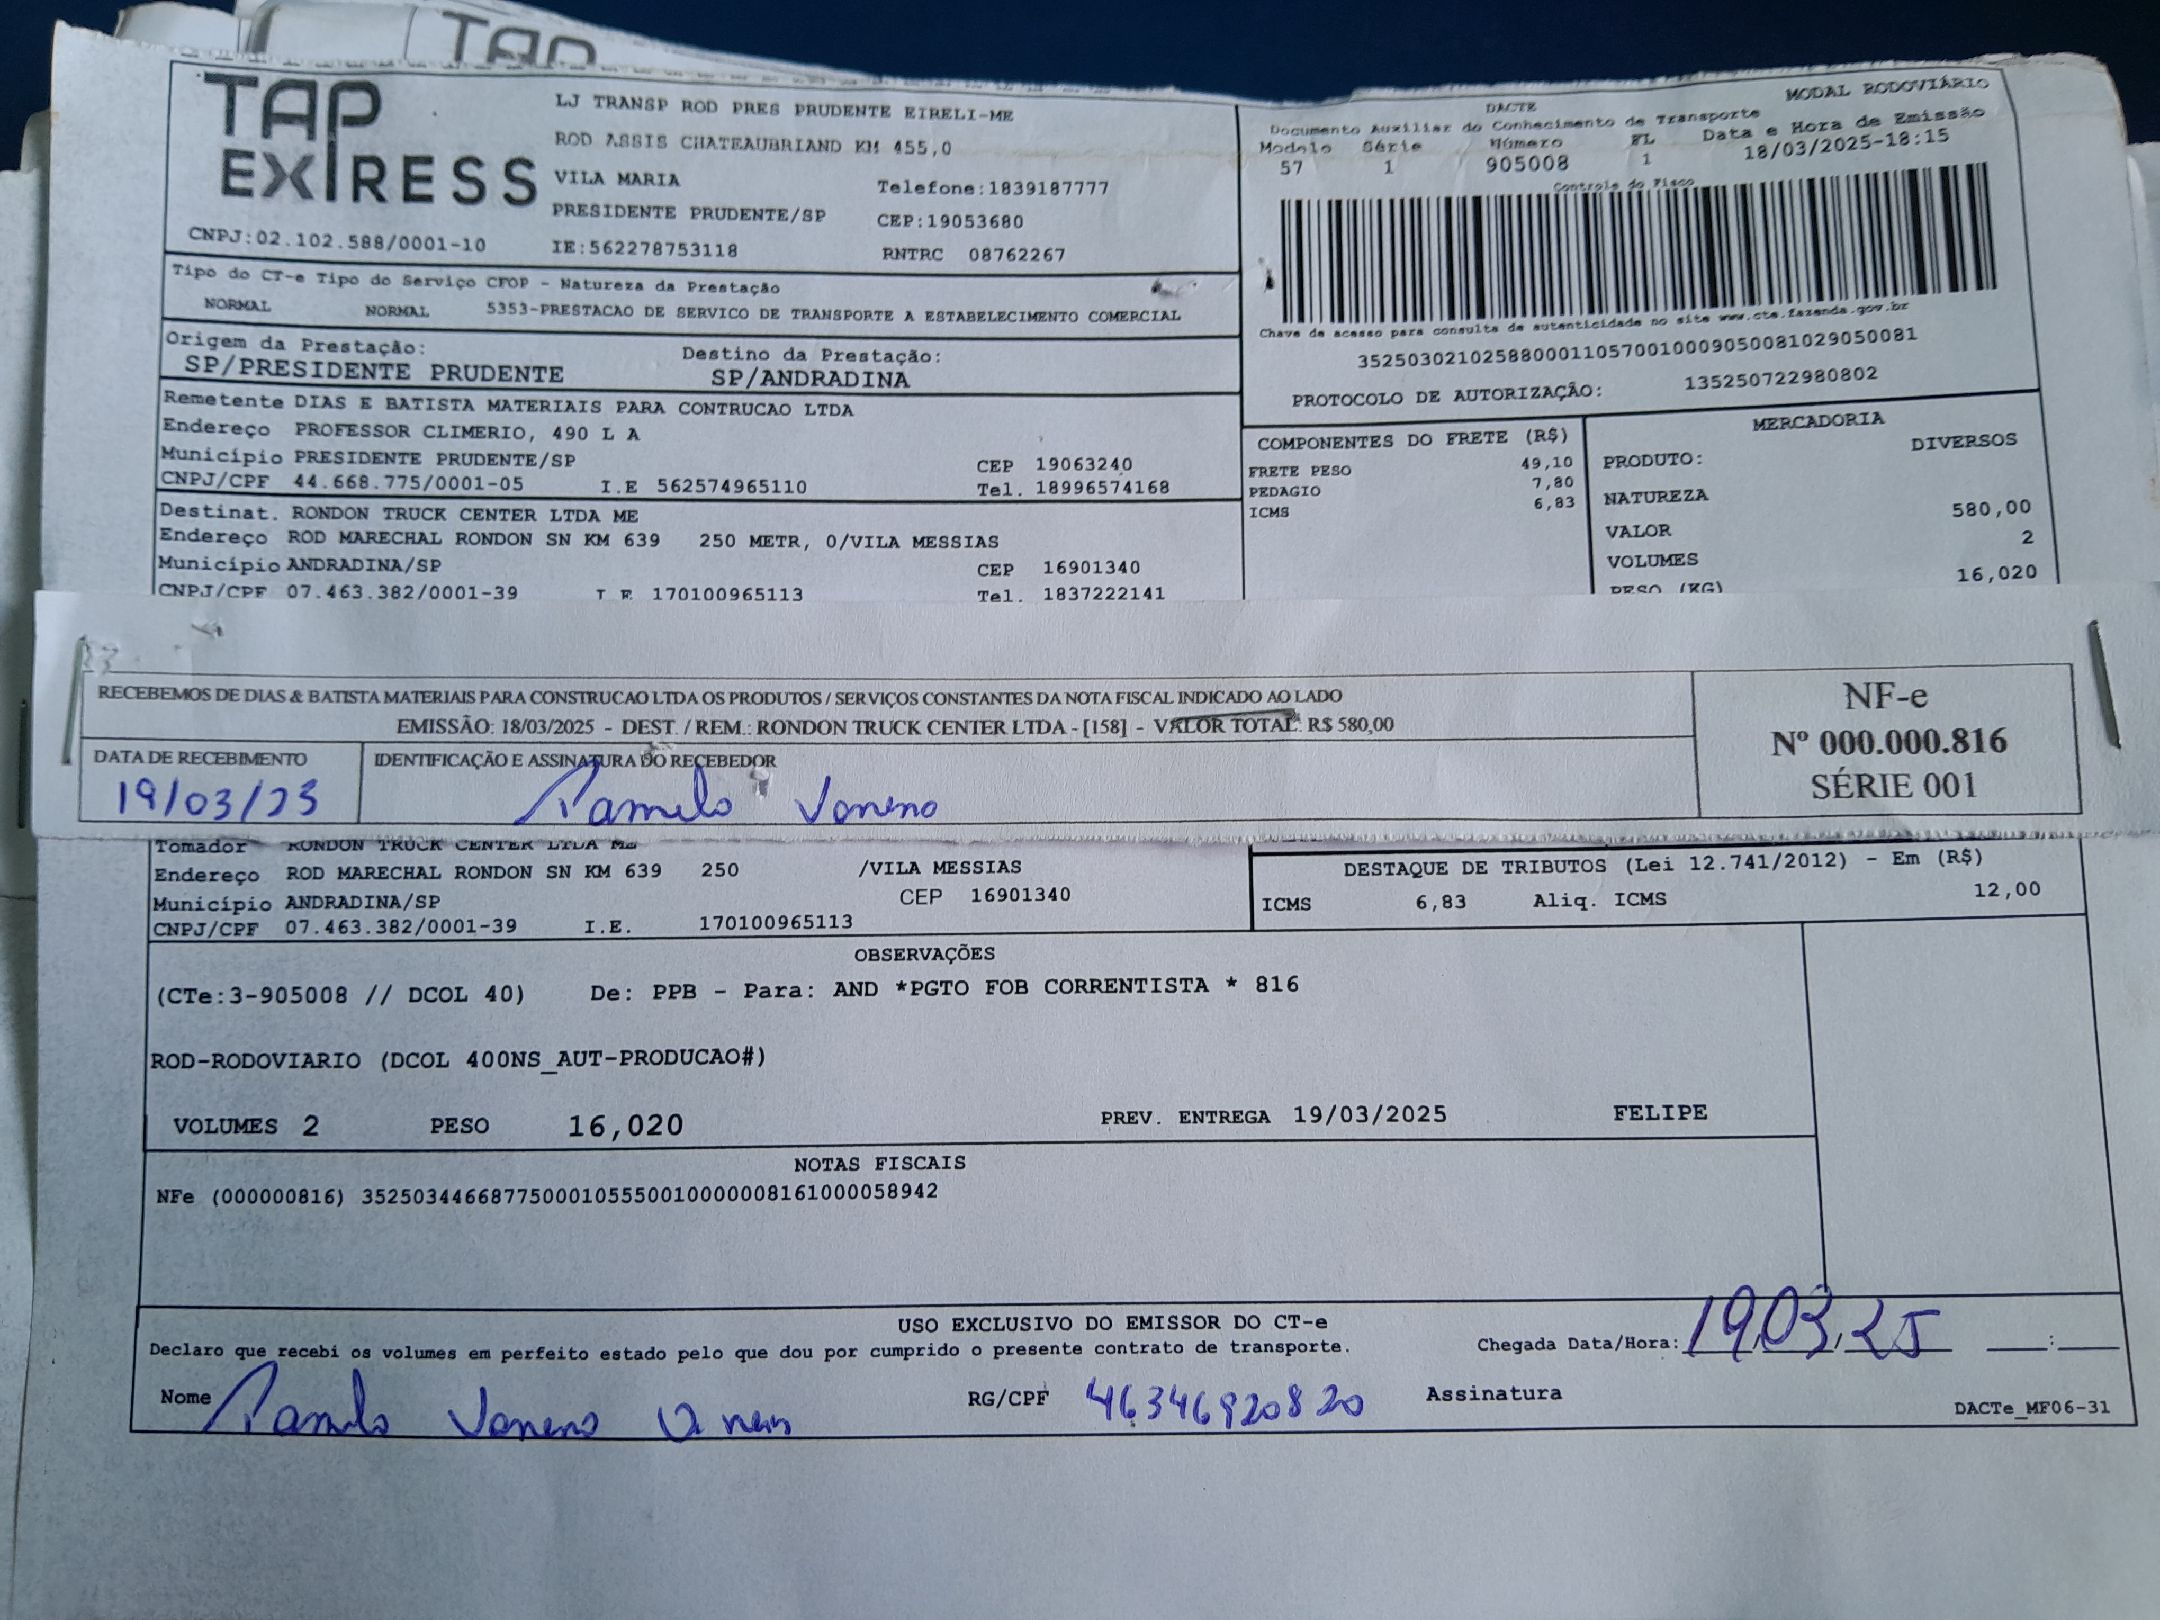 TAP
TAP
EXPRESS
LJ TRANSP ROD PRES PRUDENTE EIRELI-ME
ROD ASSIS CHATEAUBRIAND KM 455,0
VILA MARIA Telefone:1839187777
PRESIDENTE PRUDENTE/SP CEP:19053680
CNPJ:02.102.588/0001-10 IE:562278753118 RNTRC 08762267
DACTE MODAL RODOVIÁRIO
Documento Auxiliar do Conhecimento de Transporte Data e Hora de Emissão
Modelo Série Número FL
57 1 905008 1 18/03/2025-18:15
Controle do Fisco
Chave de acesso para consulta de autenticidade no site www.cte.fazenda.gov.br
35250302102588000110570010009050081029050081
PROTOCOLO DE AUTORIZAÇÃO: 135250722980802
Tipo do CT-e Tipo do Serviço CFOP - Natureza da Prestação
NORMAL NORMAL 5353-PRESTACAO DE SERVICO DE TRANSPORTE A ESTABELECIMENTO COMERCIAL
Origem da Prestação: Destino da Prestação:
SP/PRESIDENTE PRUDENTE SP/ANDRADINA
Remetente DIAS E BATISTA MATERIAIS PARA CONTRUCAO LTDA
Endereço PROFESSOR CLIMERIO, 490 L A
Município PRESIDENTE PRUDENTE/SP CEP 19063240
CNPJ/CPF 44.668.775/0001-05 I.E 562574965110 Tel. 18996574168
Destinat. RONDON TRUCK CENTER LTDA ME
Endereço ROD MARECHAL RONDON SN KM 639 250 METR, 0/VILA MESSIAS
Município ANDRADINA/SP CEP 16901340
CNPJ/CPF 07.463.382/0001-39 I E 170100965113 Tel. 1837222141
COMPONENTES DO FRETE (R$)
FRETE PESO 49,10
PEDAGIO 7,80
ICMS 6,83
MERCADORIA
PRODUTO: DIVERSOS
NATUREZA
VALOR 580,00
VOLUMES 2
PESO (KG) 16,020
RECEBEMOS DE DIAS & BATISTA MATERIAIS PARA CONSTRUCAO LTDA OS PRODUTOS / SERVIÇOS CONSTANTES DA NOTA FISCAL INDICADO AO LADO
EMISSÃO: 18/03/2025 - DEST. / REM.: RONDON TRUCK CENTER LTDA - [158] - VALOR TOTAL: R$ 580,00
DATA DE RECEBIMENTO IDENTIFICAÇÃO E ASSINATURA DO RECEBEDOR
19/03/23
NF-e
Nº 000.000.816
SÉRIE 001
Tomador RONDON TRUCK CENTER LTDA ME
Endereço ROD MARECHAL RONDON SN KM 639 250 /VILA MESSIAS
Município ANDRADINA/SP CEP 16901340
CNPJ/CPF 07.463.382/0001-39 I.E. 170100965113
DESTAQUE DE TRIBUTOS (Lei 12.741/2012) - Em (R$)
ICMS 6,83 Aliq. ICMS 12,00
OBSERVAÇÕES
(CTe:3-905008 // DCOL 40) De: PPB - Para: AND *PGTO FOB CORRENTISTA * 816
ROD-RODOVIARIO (DCOL 400NS_AUT-PRODUCAO#)
VOLUMES 2 PESO 16,020 PREV. ENTREGA 19/03/2025 FELIPE
NOTAS FISCAIS
NFe (000000816) 35250344668775000105550010000008161000058942
USO EXCLUSIVO DO EMISSOR DO CT-e
Declaro que recebi os volumes em perfeito estado pelo que dou por cumprido o presente contrato de transporte. Chegada Data/Hora: 19,03,25 :
Nome RG/CPF 46346920820 Assinatura
DACTe_MF06-31